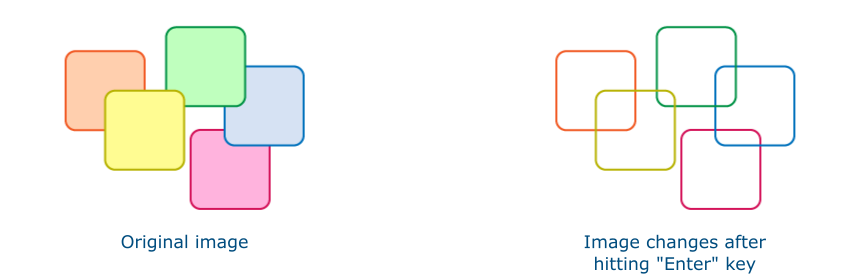 Original image
Image changes after
hitting "Enter" key